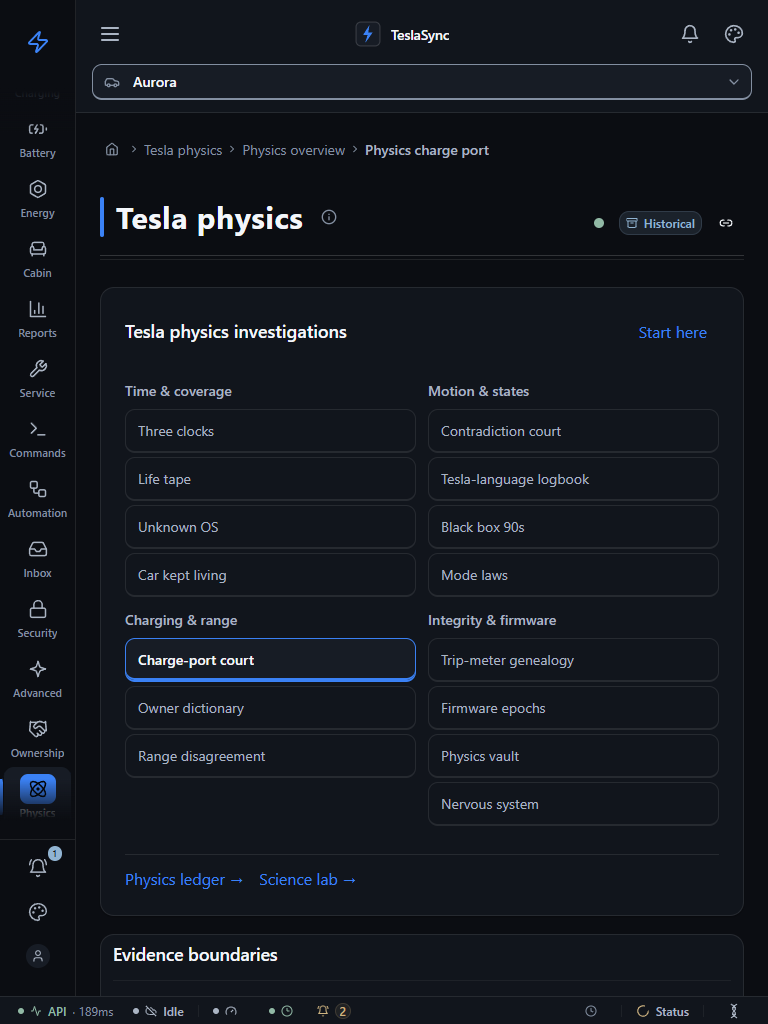 TeslaSync
Aurora
Charging
Battery
Energy
Cabin
Reports
Service
Commands
Automation
Inbox
Security
Advanced
Ownership
Physics
1
Tesla physics > Physics overview > Physics charge port
Tesla physics
Historical
Tesla physics investigations
Start here
Time & coverage
Three clocks
Life tape
Unknown OS
Car kept living
Motion & states
Contradiction court
Tesla-language logbook
Black box 90s
Mode laws
Charging & range
Charge-port court
Owner dictionary
Range disagreement
Integrity & firmware
Trip-meter genealogy
Firmware epochs
Physics vault
Nervous system
Physics ledger → Science lab →
Evidence boundaries
API · 189ms Idle 2 Status